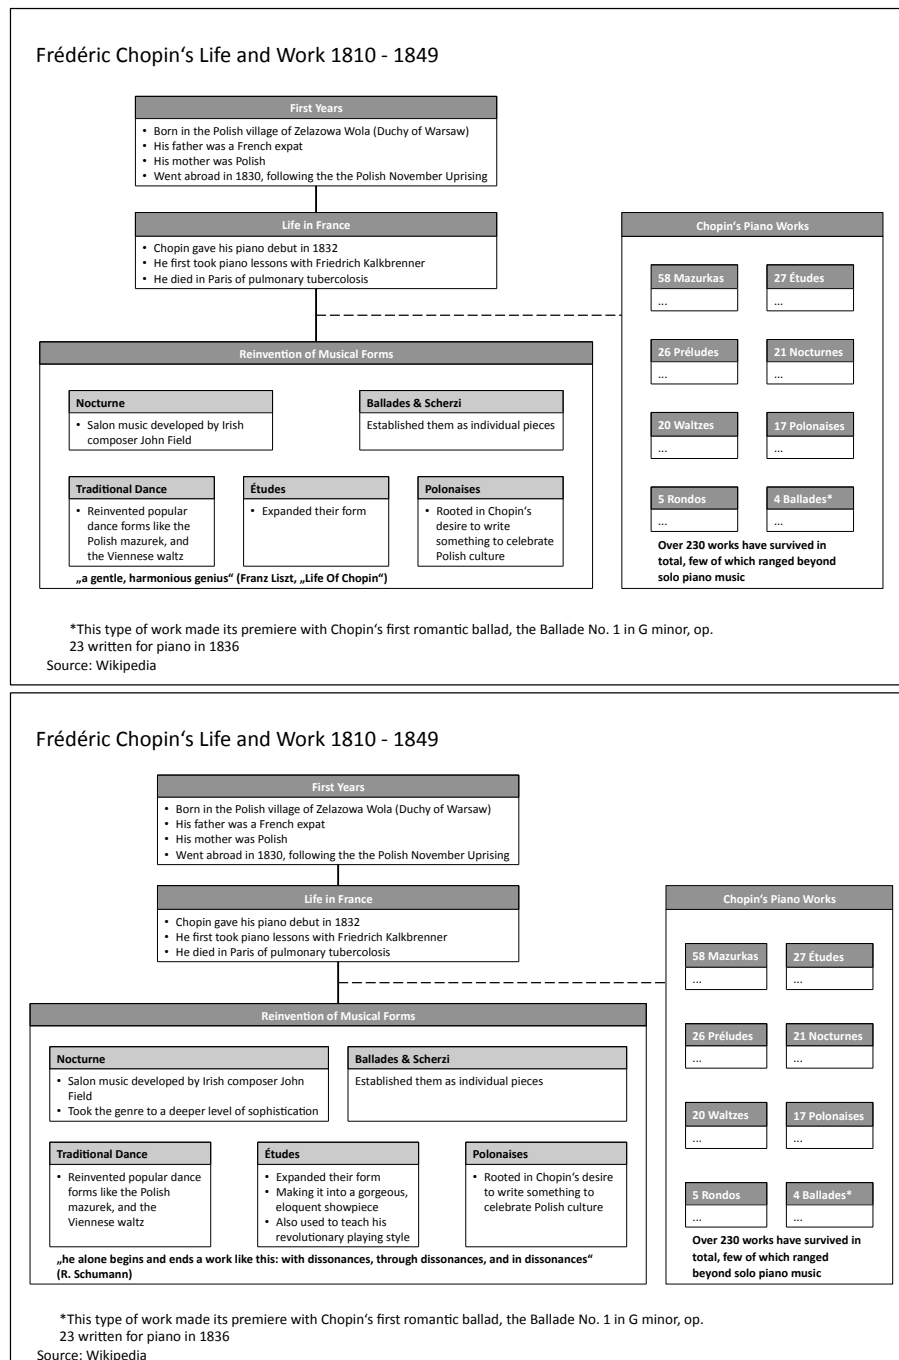 Frédéric Chopin‘s Life and Work 1810 - 1849
First Years
• Born in the Polish village of Zelazowa Wola (Duchy of Warsaw)
• His father was a French expat
• His mother was Polish
• Went abroad in 1830, following the the Polish November Uprising
Life in France
• Chopin gave his piano debut in 1832
• He first took piano lessons with Friedrich Kalkbrenner
• He died in Paris of pulmonary tubercolosis
Reinvention of Musical Forms
Nocturne
• Salon music developed by Irish
composer John Field
Ballades & Scherzi
Established them as individual pieces
Traditional Dance
• Reinvented popular
dance forms like the
Polish mazurek, and
the Viennese waltz
Études
• Expanded their form
Polonaises
• Rooted in Chopin‘s
desire to write
something to celebrate
Polish culture
„a gentle, harmonious genius“ (Franz Liszt, „Life Of Chopin“)
Chopin‘s Piano Works
58 Mazurkas
...
27 Études
...
26 Préludes
...
21 Nocturnes
...
20 Waltzes
...
17 Polonaises
...
5 Rondos
...
4 Ballades*
...
Over 230 works have survived in
total, few of which ranged beyond
solo piano music
*This type of work made its premiere with Chopin‘s first romantic ballad, the Ballade No. 1 in G minor, op.
23 written for piano in 1836
Source: Wikipedia
Frédéric Chopin‘s Life and Work 1810 - 1849
First Years
• Born in the Polish village of Zelazowa Wola (Duchy of Warsaw)
• His father was a French expat
• His mother was Polish
• Went abroad in 1830, following the the Polish November Uprising
Life in France
• Chopin gave his piano debut in 1832
• He first took piano lessons with Friedrich Kalkbrenner
• He died in Paris of pulmonary tubercolosis
Reinvention of Musical Forms
Nocturne
• Salon music developed by Irish composer John
Field
• Took the genre to a deeper level of sophistication
Ballades & Scherzi
Established them as individual pieces
Traditional Dance
• Reinvented popular dance
forms like the Polish
mazurek, and the
Viennese waltz
Études
• Expanded their form
• Making it into a gorgeous,
eloquent showpiece
• Also used to teach his
revolutionary playing style
Polonaises
• Rooted in Chopin‘s desire
to write something to
celebrate Polish culture
„he alone begins and ends a work like this: with dissonances, through dissonances, and in dissonances“
(R. Schumann)
Chopin‘s Piano Works
58 Mazurkas
...
27 Études
...
26 Préludes
...
21 Nocturnes
...
20 Waltzes
...
17 Polonaises
...
5 Rondos
...
4 Ballades*
...
Over 230 works have survived in
total, few of which ranged
beyond solo piano music
*This type of work made its premiere with Chopin‘s first romantic ballad, the Ballade No. 1 in G minor, op.
23 written for piano in 1836
Source: Wikipedia